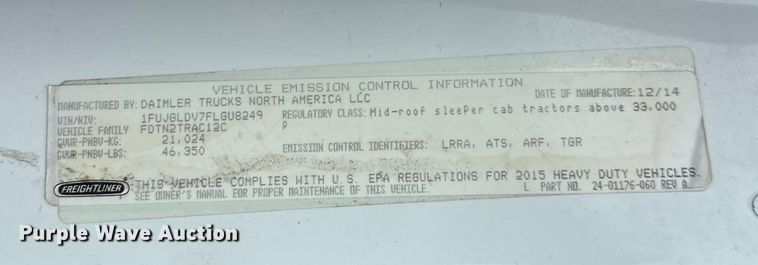 VEHICLE EMISSION CONTROL INFORMATION
MANUFACTURED BY: DAIMLER TRUCKS NORTH AMERICA LLC DATE OF MANUFACTURE: 12/14
VIN/NIV: 1FUJGLDV7FLGU8249 REGULATORY CLASS: Mid-roof sleeper cab tractors above 33,000
VEHICLE FAMILY FDTN2TRAC12C P
GVWR-PNBV-KG: 21,024
GVWR-PNBV-LBS: 46,350 EMISSION CONTROL IDENTIFIERS: LRRA, ATS, ARF, TGR
FREIGHTLINER THIS VEHICLE COMPLIES WITH U.S. EPA REGULATIONS FOR 2015 HEAVY DUTY VEHICLES.
SEE OWNER'S MANUAL FOR PROPER MAINTENANCE OF THIS VEHICLE. L PART NO. 24-01176-060 REV A
Purple Wave Auction